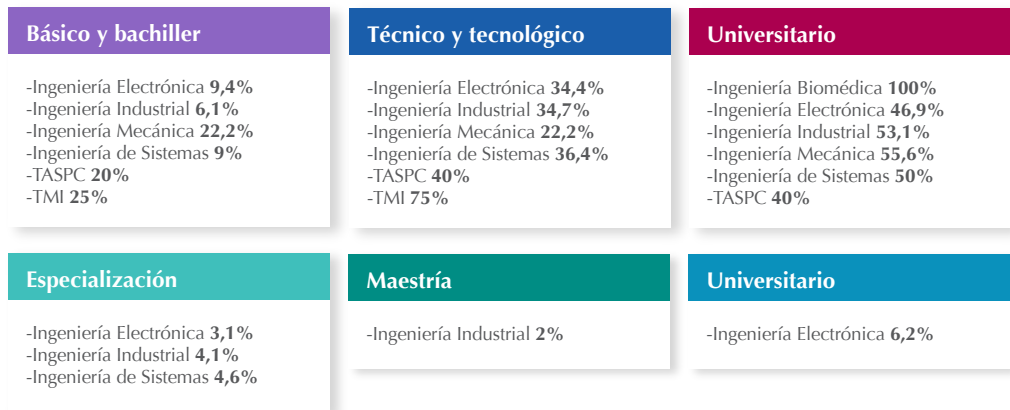 Básico y bachiller
-Ingeniería Electrónica 9,4%
-Ingeniería Industrial 6,1%
-Ingeniería Mecánica 22,2%
-Ingeniería de Sistemas 9%
-TASPC 20%
-TMI 25%
Técnico y tecnológico
-Ingeniería Electrónica 34,4%
-Ingeniería Industrial 34,7%
-Ingeniería Mecánica 22,2%
-Ingeniería de Sistemas 36,4%
-TASPC 40%
-TMI 75%
Universitario
-Ingeniería Biomédica 100%
-Ingeniería Electrónica 46,9%
-Ingeniería Industrial 53,1%
-Ingeniería Mecánica 55,6%
-Ingeniería de Sistemas 50%
-TASPC 40%
Especialización
-Ingeniería Electrónica 3,1%
-Ingeniería Industrial 4,1%
-Ingeniería de Sistemas 4,6%
Maestría
-Ingeniería Industrial 2%
Universitario
-Ingeniería Electrónica 6,2%